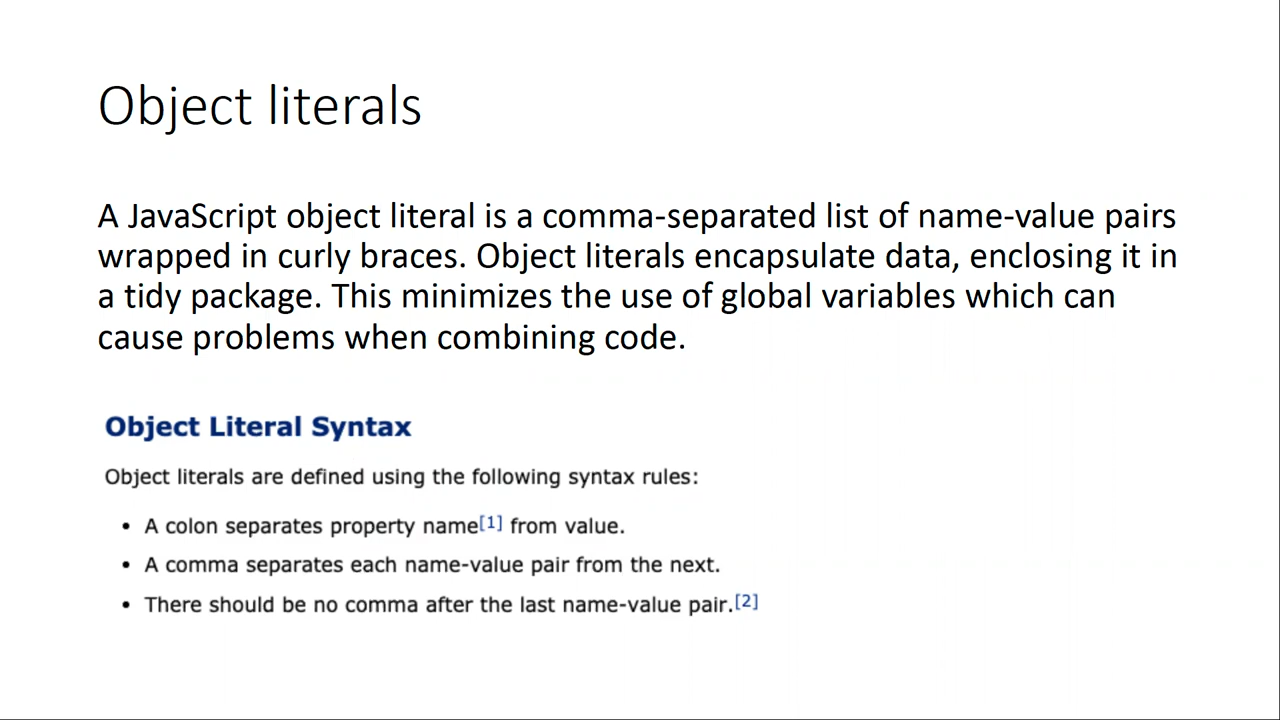 Object literals
A JavaScript object literal is a comma-separated list of name-value pairs
wrapped in curly braces. Object literals encapsulate data, enclosing it in
a tidy package. This minimizes the use of global variables which can
cause problems when combining code.
Object Literal Syntax
Object literals are defined using the following syntax rules:
• A colon separates property name[1] from value.
• A comma separates each name-value pair from the next.
• There should be no comma after the last name-value pair.[2]